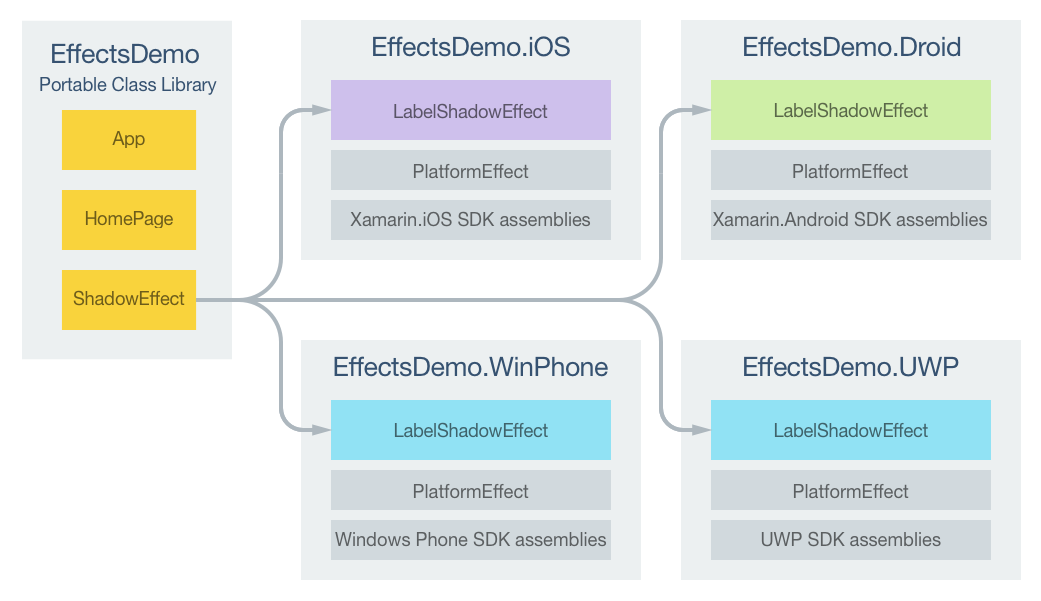 EffectsDemo
Portable Class Library
App
HomePage
ShadowEffect
EffectsDemo.iOS
LabelShadowEffect
PlatformEffect
Xamarin.iOS SDK assemblies
EffectsDemo.Droid
LabelShadowEffect
PlatformEffect
Xamarin.Android SDK assemblies
EffectsDemo.WinPhone
LabelShadowEffect
PlatformEffect
Windows Phone SDK assemblies
EffectsDemo.UWP
LabelShadowEffect
PlatformEffect
UWP SDK assemblies